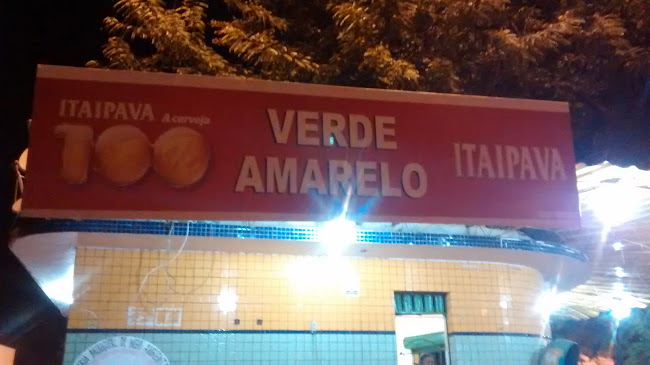 ITAIPAVA
A cerveja
100%
VERDE
AMARELO
ITAIPAVA